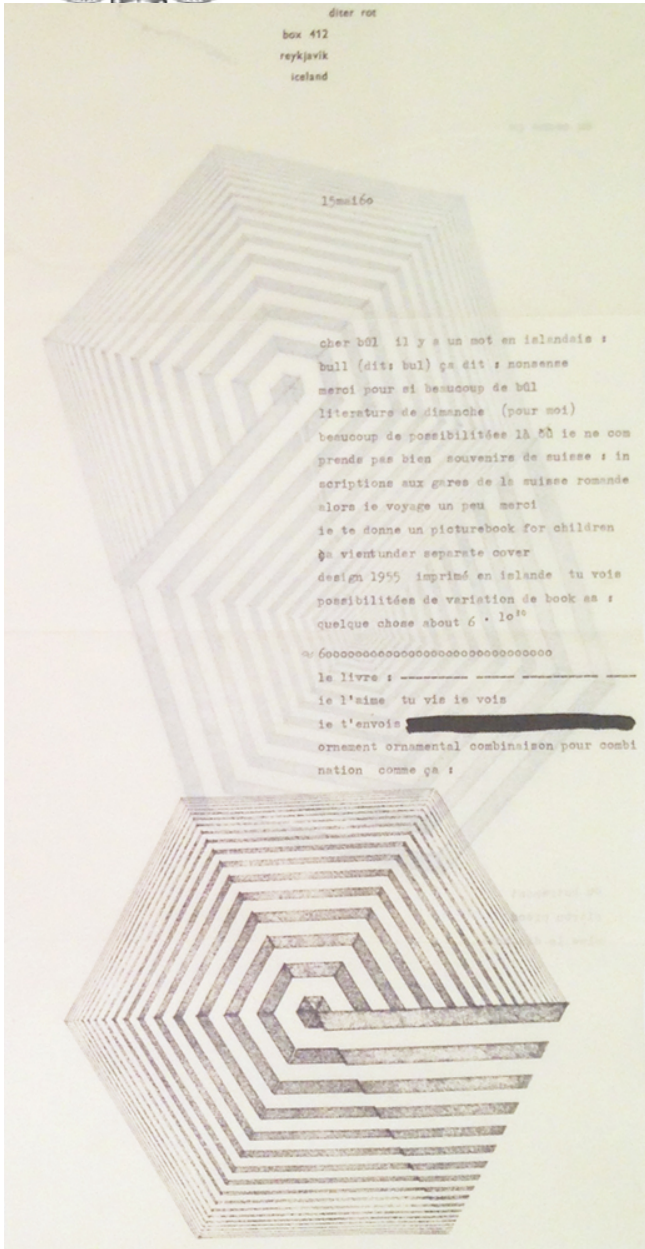 diter rot
box 412
reykjavik
iceland
15mai60
cher bûl il y a un mot en islandais :
bull (dit: bul) ça dit : nonsense
merci pour si beaucoup de bûl
literature de dimanche (pour moi)
beaucoup de possibilitées là où ie ne com
prends pas bien souvenirs de suisse : in
scriptions aux gares de la suisse romande
alors ie voyage un peu merci
ie te donne un picturebook for children
ça vientunder separate cover
design 1955 imprimé en islande tu vois
possibilitées de variation de book as :
quelque chose about 6 · 10³⁰
~ 6oooooooooooooooooooooooooooooo
le livre : --------- ----- --------- ----
ie l'aime tu vis ie vois
ie t'envois
ornement ornamental combinaison pour combi
nation comme ça :